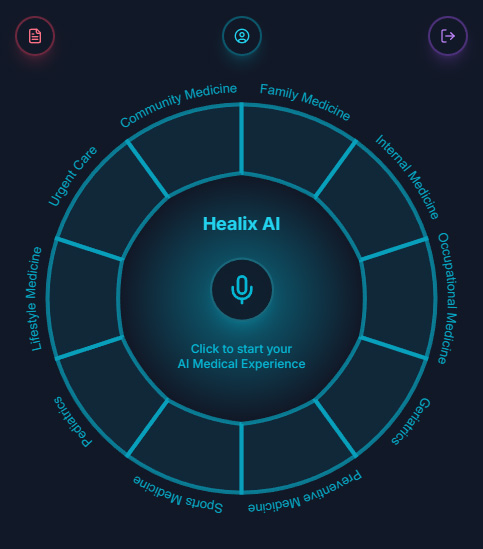 Community Medicine
Family Medicine
Urgent Care
Internal Medicine
Healix AI
Lifestyle Medicine
Occupational Medicine
Click to start your
AI Medical Experience
Pediatrics
Geriatrics
Sports Medicine
Preventive Medicine